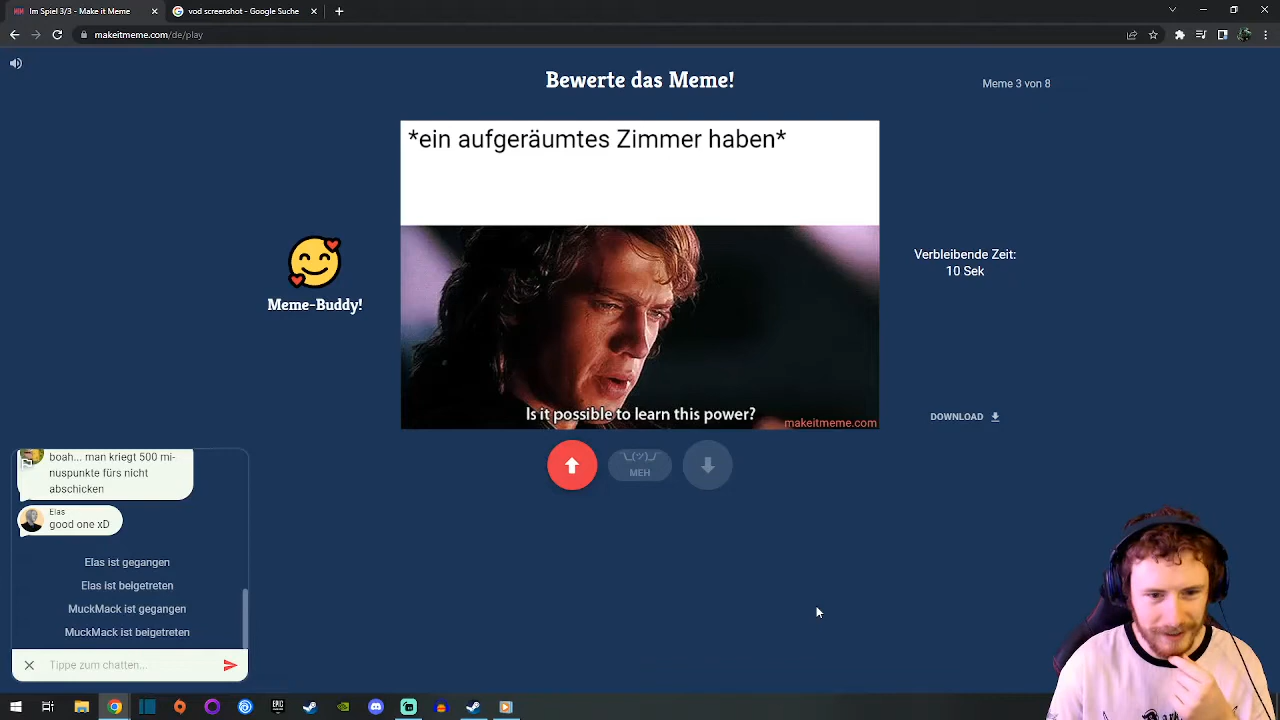 Im Spiel 3/3 - Makeitmeme
vod screenshot - Google Suche
makeitmeme.com/de/play
Bewerte das Meme!
Meme 3 von 8
*ein aufgeräumtes Zimmer haben*
Meme-Buddy!
Verbleibende Zeit:
10 Sek
Is it possible to learn this power?
makeitmeme.com
DOWNLOAD
¯\_(ツ)_/¯
MEH
boah... man kriegt 500 mi-
nuspunkte fürs nicht
abschicken
Elas
good one xD
Elas ist gegangen
Elas ist beigetreten
MuckMack ist gegangen
MuckMack ist beigetreten
Tippe zum chatten...
EPIC